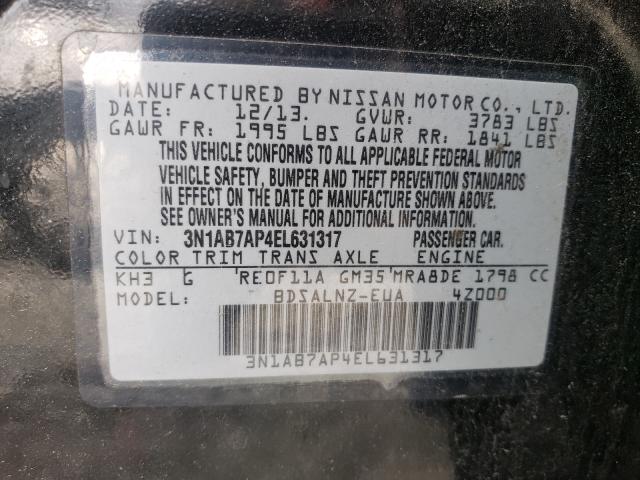 MANUFACTURED BY NISSAN MOTOR CO., LTD.
DATE: 12/13. GVWR: 3783 LBS
GAWR FR: 1995 LBS GAWR RR: 1841 LBS
THIS VEHICLE CONFORMS TO ALL APPLICABLE FEDERAL MOTOR
VEHICLE SAFETY, BUMPER AND THEFT PREVENTION STANDARDS
IN EFFECT ON THE DATE OF MANUFACTURE SHOWN ABOVE.
SEE OWNER'S MANUAL FOR ADDITIONAL INFORMATION.
VIN: 3N1AB7AP4EL631317 PASSENGER CAR.
COLOR TRIM TRANS AXLE ENGINE
KH3 G RE0F11A GM35 MRA8DE 1798 CC
MODEL: BDSALNZ-EUA 4Z000
3N1AB7AP4EL631317